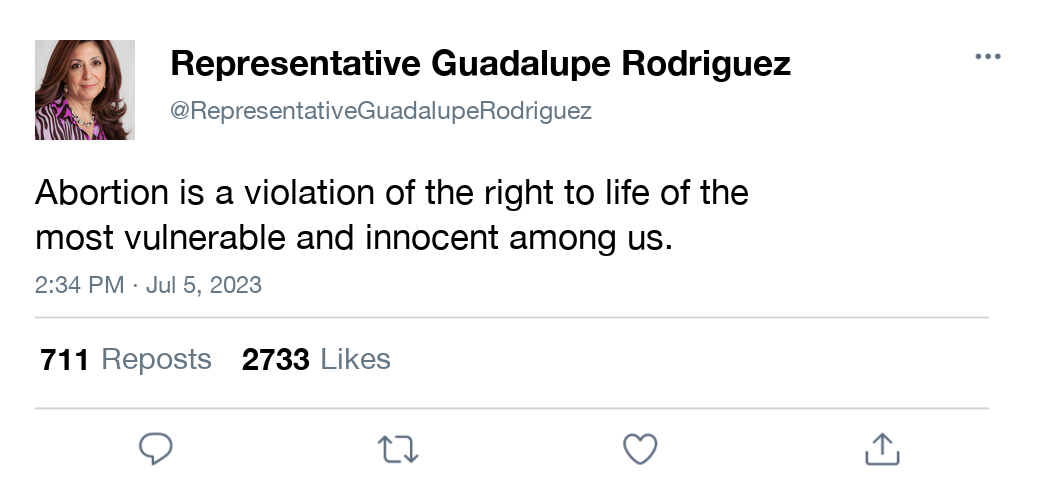 Representative Guadalupe Rodriguez
@RepresentativeGuadalupeRodriguez
Abortion is a violation of the right to life of the
most vulnerable and innocent among us.
2:34 PM · Jul 5, 2023
711 Reposts 2733 Likes